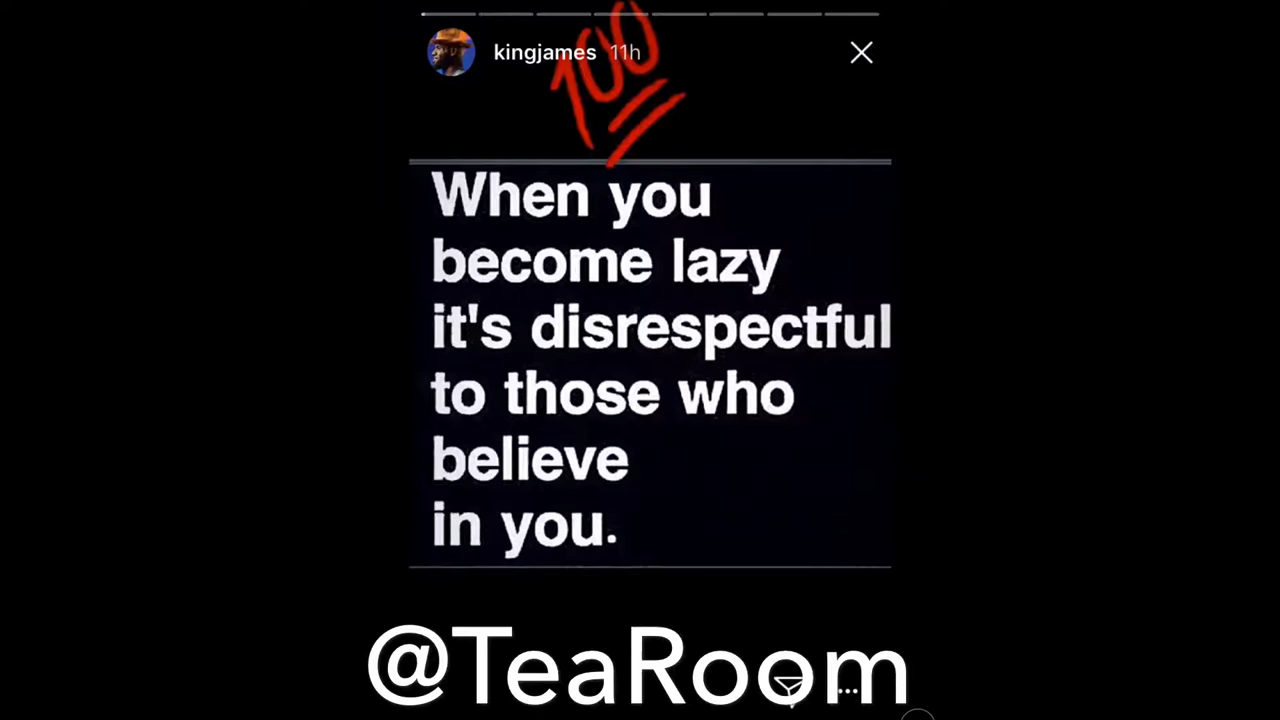 kingjames 11h
100
When you
become lazy
it's disrespectful
to those who
believe
in you.
@TeaRoom